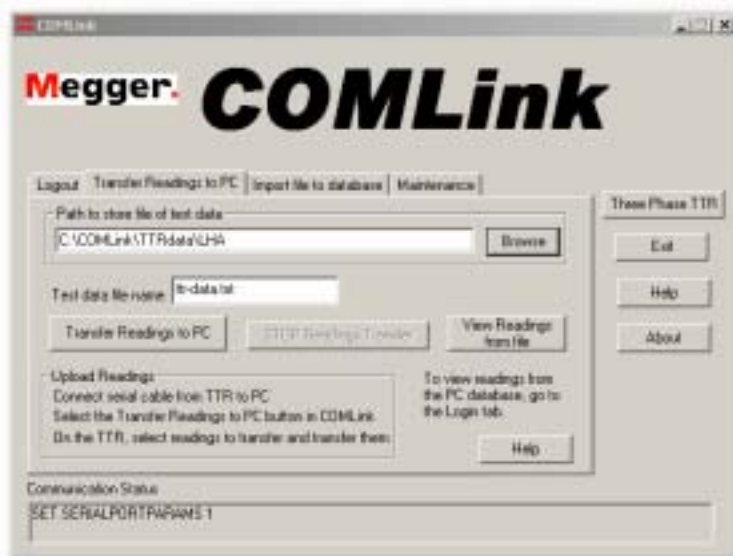 COMLink
Megger.
COMLink
Logout
Transfer Readings to PC
Import file to database
Maintenance
Path to store file of test data
C:\COMLink\TTRdata\LHA
Browse
Test data file name
ttr-data.txt
Transfer Readings to PC
STOP Readings Transfer
View Readings
from file
Upload Readings
Connect serial cable from TTR to PC
Select the Transfer Readings to PC button in COMLink
On the TTR, select readings to transfer and transfer them
To view readings from
the PC database, go to
the Login tab.
Help
Three Phase TTR
Exit
Help
About
Communication Status
SET SERIALPORTPARAMS 1